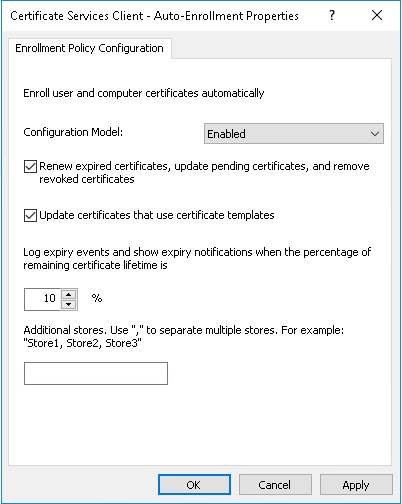 Certificate Services Client - Auto-Enrollment Properties ? ×
Enrollment Policy Configuration
Enroll user and computer certificates automatically
Configuration Model: Enabled
Renew expired certificates, update pending certificates, and remove
revoked certificates
Update certificates that use certificate templates
Log expiry events and show expiry notifications when the percentage of
remaining certificate lifetime is
10 %
Additional stores. Use "," to separate multiple stores. For example:
"Store1, Store2, Store3"
OK Cancel Apply